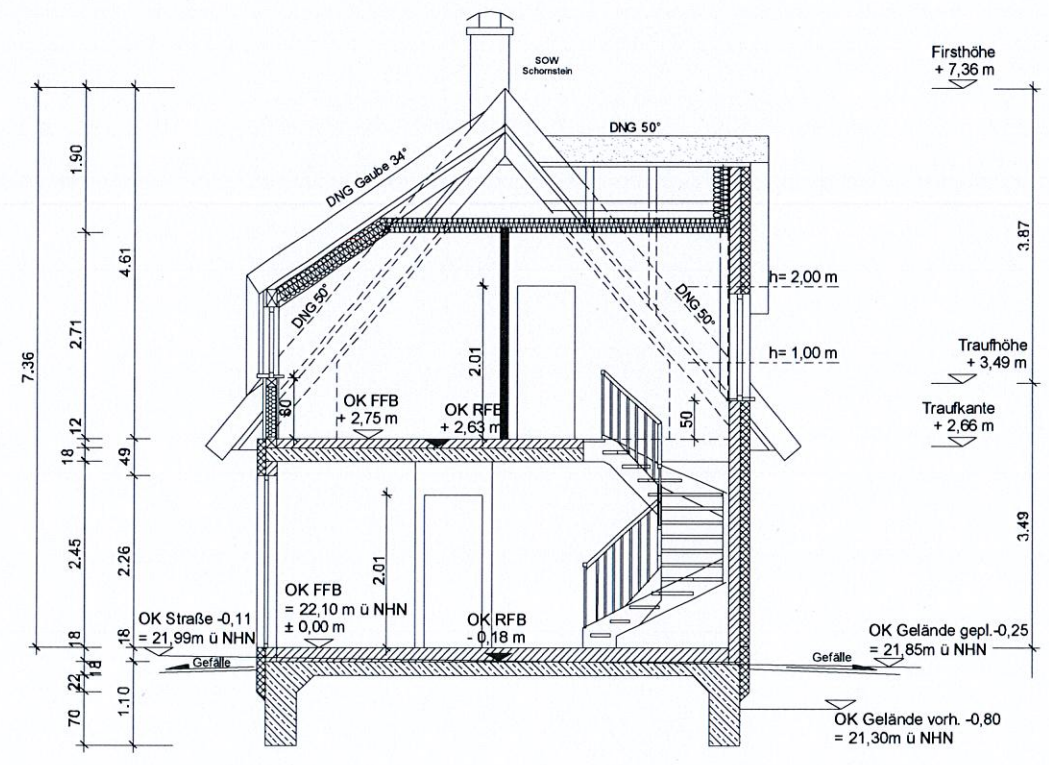 SOW
Schornstein
Firsthöhe
+ 7,36 m
DNG 50°
DNG Gaube 34°
1.90
4.61
3.87
h= 2,00 m
DNG 50°
DNG 50°
2.71
7.36
2.01
h= 1,00 m
Traufhöhe
+ 3,49 m
80
OK FFB
+ 2,75 m
OK RFB
+ 2,63 m
50
Traufkante
+ 2,66 m
12
18
49
2.45
2.26
2.01
3.49
OK FFB
= 22,10 m ü NHN
± 0,00 m
OK Straße -0,11
= 21,99m ü NHN
OK RFB
- 0,18 m
OK Gelände gepl.-0,25
= 21,85m ü NHN
18
18
Gefälle
Gefälle
18
22
1.10
70
OK Gelände vorh. -0,80
= 21,30m ü NHN